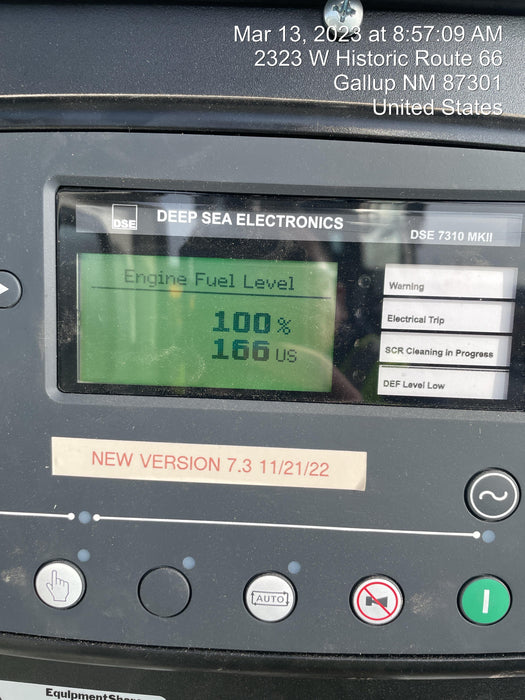 Mar 13, 2023 at 8:57:09 AM
2323 W Historic Route 66
Gallup NM 87301
United States
DSE
DEEP SEA ELECTRONICS
DSE 7310 MKII
Engine Fuel Level
100 %
166 US
Warning
Electrical Trip
SCR Cleaning in Progress
DEF Level Low
NEW VERSION 7.3 11/21/22
AUTO